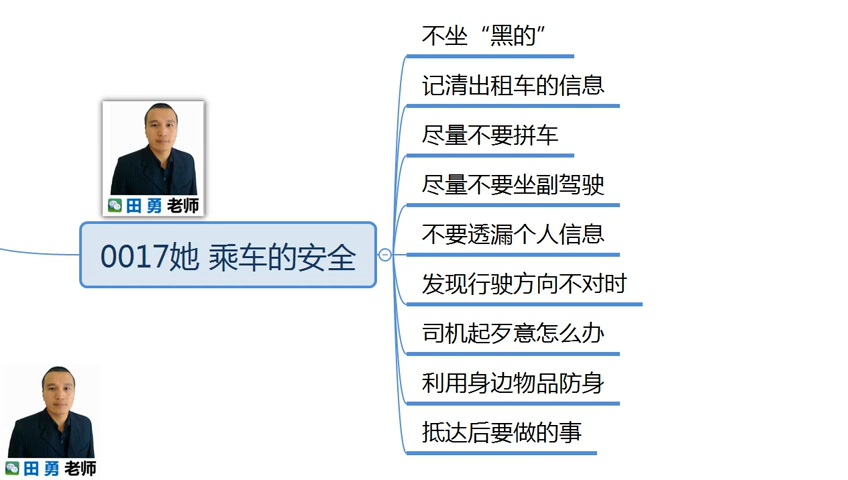 不坐“黑的”
记清出租车的信息
尽量不要拼车
尽量不要坐副驾驶
田 勇 老师
不要透漏个人信息
0017她 乘车的安全
发现行驶方向不对时
司机起歹意怎么办
利用身边物品防身
抵达后要做的事
田 勇 老师